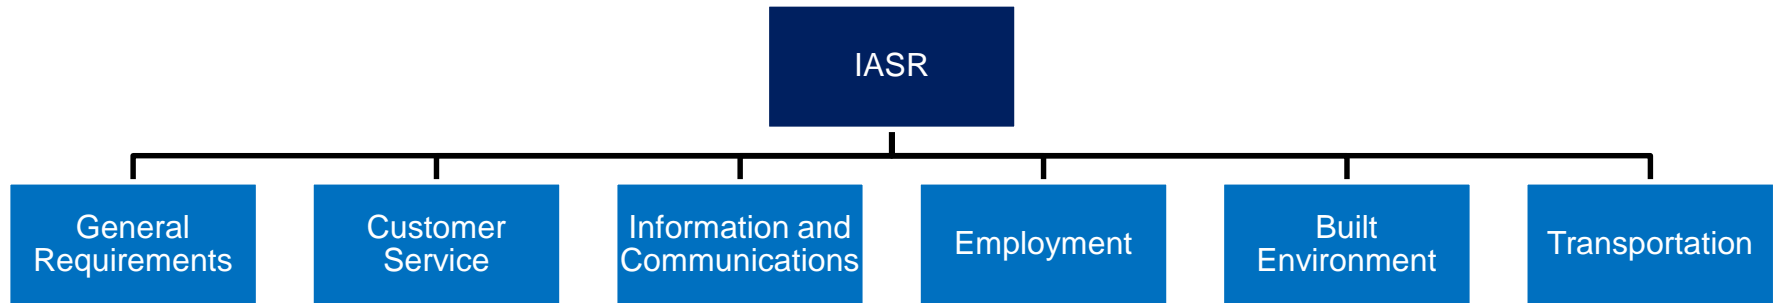 IASR
General
Requirements
Customer
Service
Information and
Communications
Employment
Built
Environment
Transportation